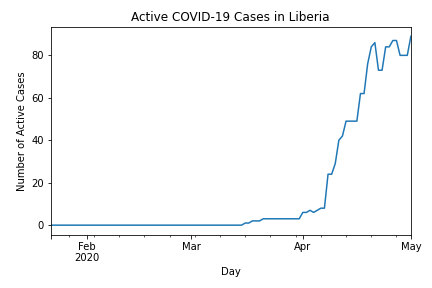 Active COVID-19 Cases in Liberia
Number of Active Cases
80
60
40
20
0
Feb
2020
Mar
Apr
May
Day